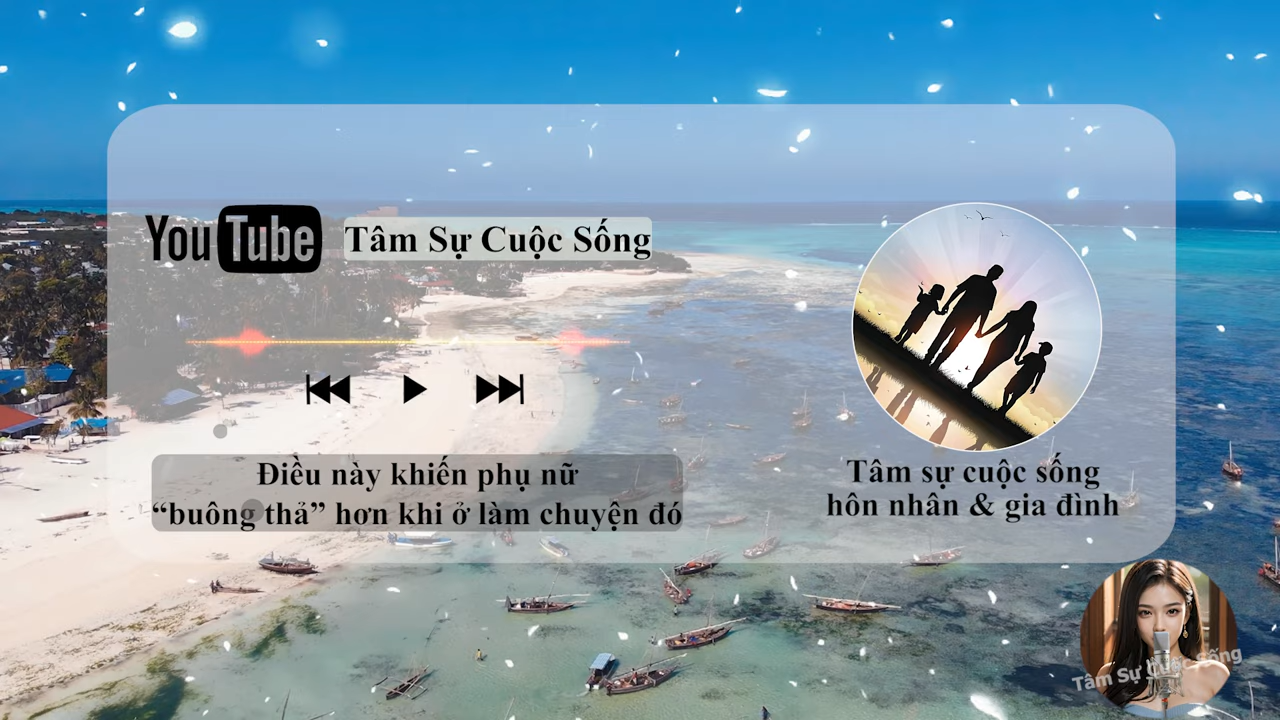 YouTube
Tâm Sự Cuộc Sống
Điều này khiến phụ nữ
“buông thả” hơn khi ở làm chuyện đó
Tâm sự cuộc sống
hôn nhân & gia đình
Tâm Sự Cuộc Sống